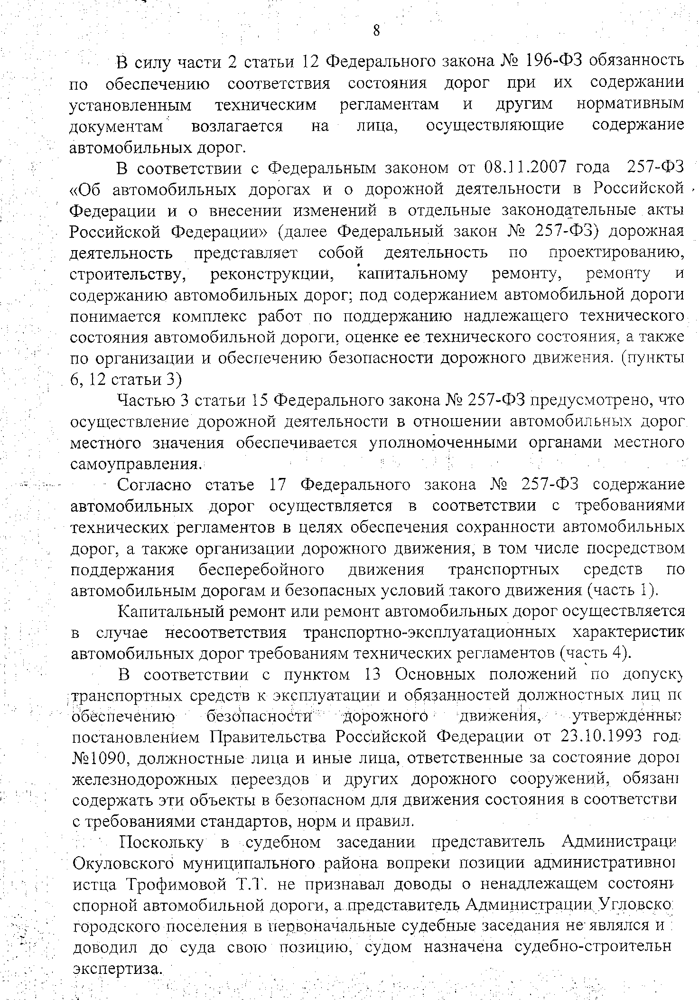 8
В силу части 2 статьи 12 Федерального закона № 196-ФЗ обязанность
по обеспечению соответствия состояния дорог при их содержании
установленным техническим регламентам и другим нормативным
документам возлагается на лица, осуществляющие содержание
автомобильных дорог.
В соответствии с Федеральным законом от 08.11.2007 года 257-ФЗ
«Об автомобильных дорогах и о дорожной деятельности в Российской
Федерации и о внесении изменений в отдельные законодательные акты
Российской Федерации» (далее Федеральный закон № 257-ФЗ) дорожная
деятельность представляет собой деятельность по проектированию,
строительству, реконструкции, капитальному ремонту, ремонту и
содержанию автомобильных дорог; под содержанием автомобильной дороги
понимается комплекс работ по поддержанию надлежащего технического
состояния автомобильной дороги, оценке ее технического состояния, а также
по организации и обеспечению безопасности дорожного движения. (пункты
6, 12 статьи 3)
Частью 3 статьи 15 Федерального закона № 257-ФЗ предусмотрено, что
осуществление дорожной деятельности в отношении автомобильных дорог
местного значения обеспечивается уполномоченными органами местного
самоуправления.
Согласно статье 17 Федерального закона № 257-ФЗ содержание
автомобильных дорог осуществляется в соответствии с требованиями
технических регламентов в целях обеспечения сохранности автомобильных
дорог, а также организации дорожного движения, в том числе посредством
поддержания бесперебойного движения транспортных средств по
автомобильным дорогам и безопасных условий такого движения (часть 1).
Капитальный ремонт или ремонт автомобильных дорог осуществляется
в случае несоответствия транспортно-эксплуатационных характеристик
автомобильных дорог требованиям технических регламентов (часть 4).
В соответствии с пунктом 13 Основных положений по допуску
транспортных средств к эксплуатации и обязанностей должностных лиц по
обеспечению безопасности дорожного движения, утвержденны
постановлением Правительства Российской Федерации от 23.10.1993 год
№1090, должностные лица и иные лица, ответственные за состояние дорог
железнодорожных переездов и других дорожного сооружений, обязан
содержать эти объекты в безопасном для движения состояния в соответстви
с требованиями стандартов, норм и правил.
Поскольку в судебном заседании представитель Администраци
Окуловского муниципального района вопреки позиции административно
истца Трофимовой Т.Т. не признавал доводы о ненадлежащем состоян
спорной автомобильной дороги, а представитель Администрации Угловско
городского поселения в первоначальные судебные заседания не являлся и
доводил до суда свою позицию, судом назначена судебно-строительн
экспертиза.